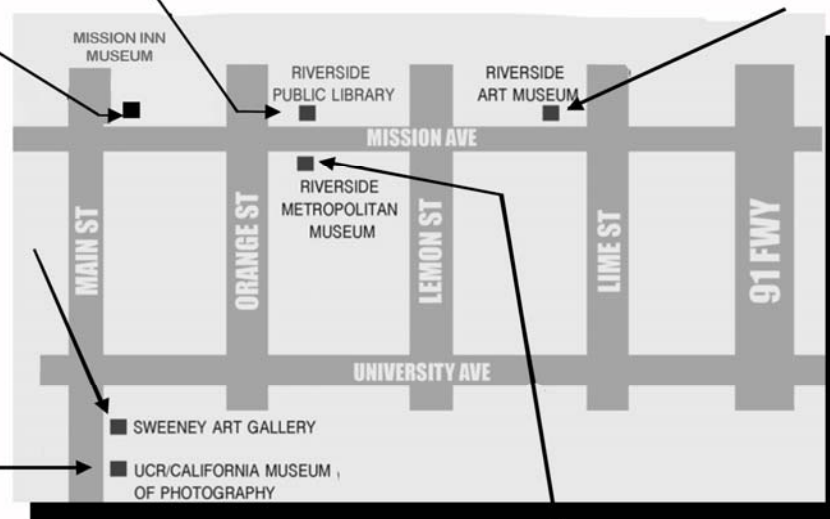 MISSION INN
MUSEUM
RIVERSIDE
PUBLIC LIBRARY
RIVERSIDE
ART MUSEUM
MISSION AVE
RIVERSIDE
METROPOLITAN
MUSEUM
MAIN ST
ORANGE ST
LEMON ST
LIME ST
91 FWY
UNIVERSITY AVE
SWEENEY ART GALLERY
UCR/CALIFORNIA MUSEUM
OF PHOTOGRAPHY